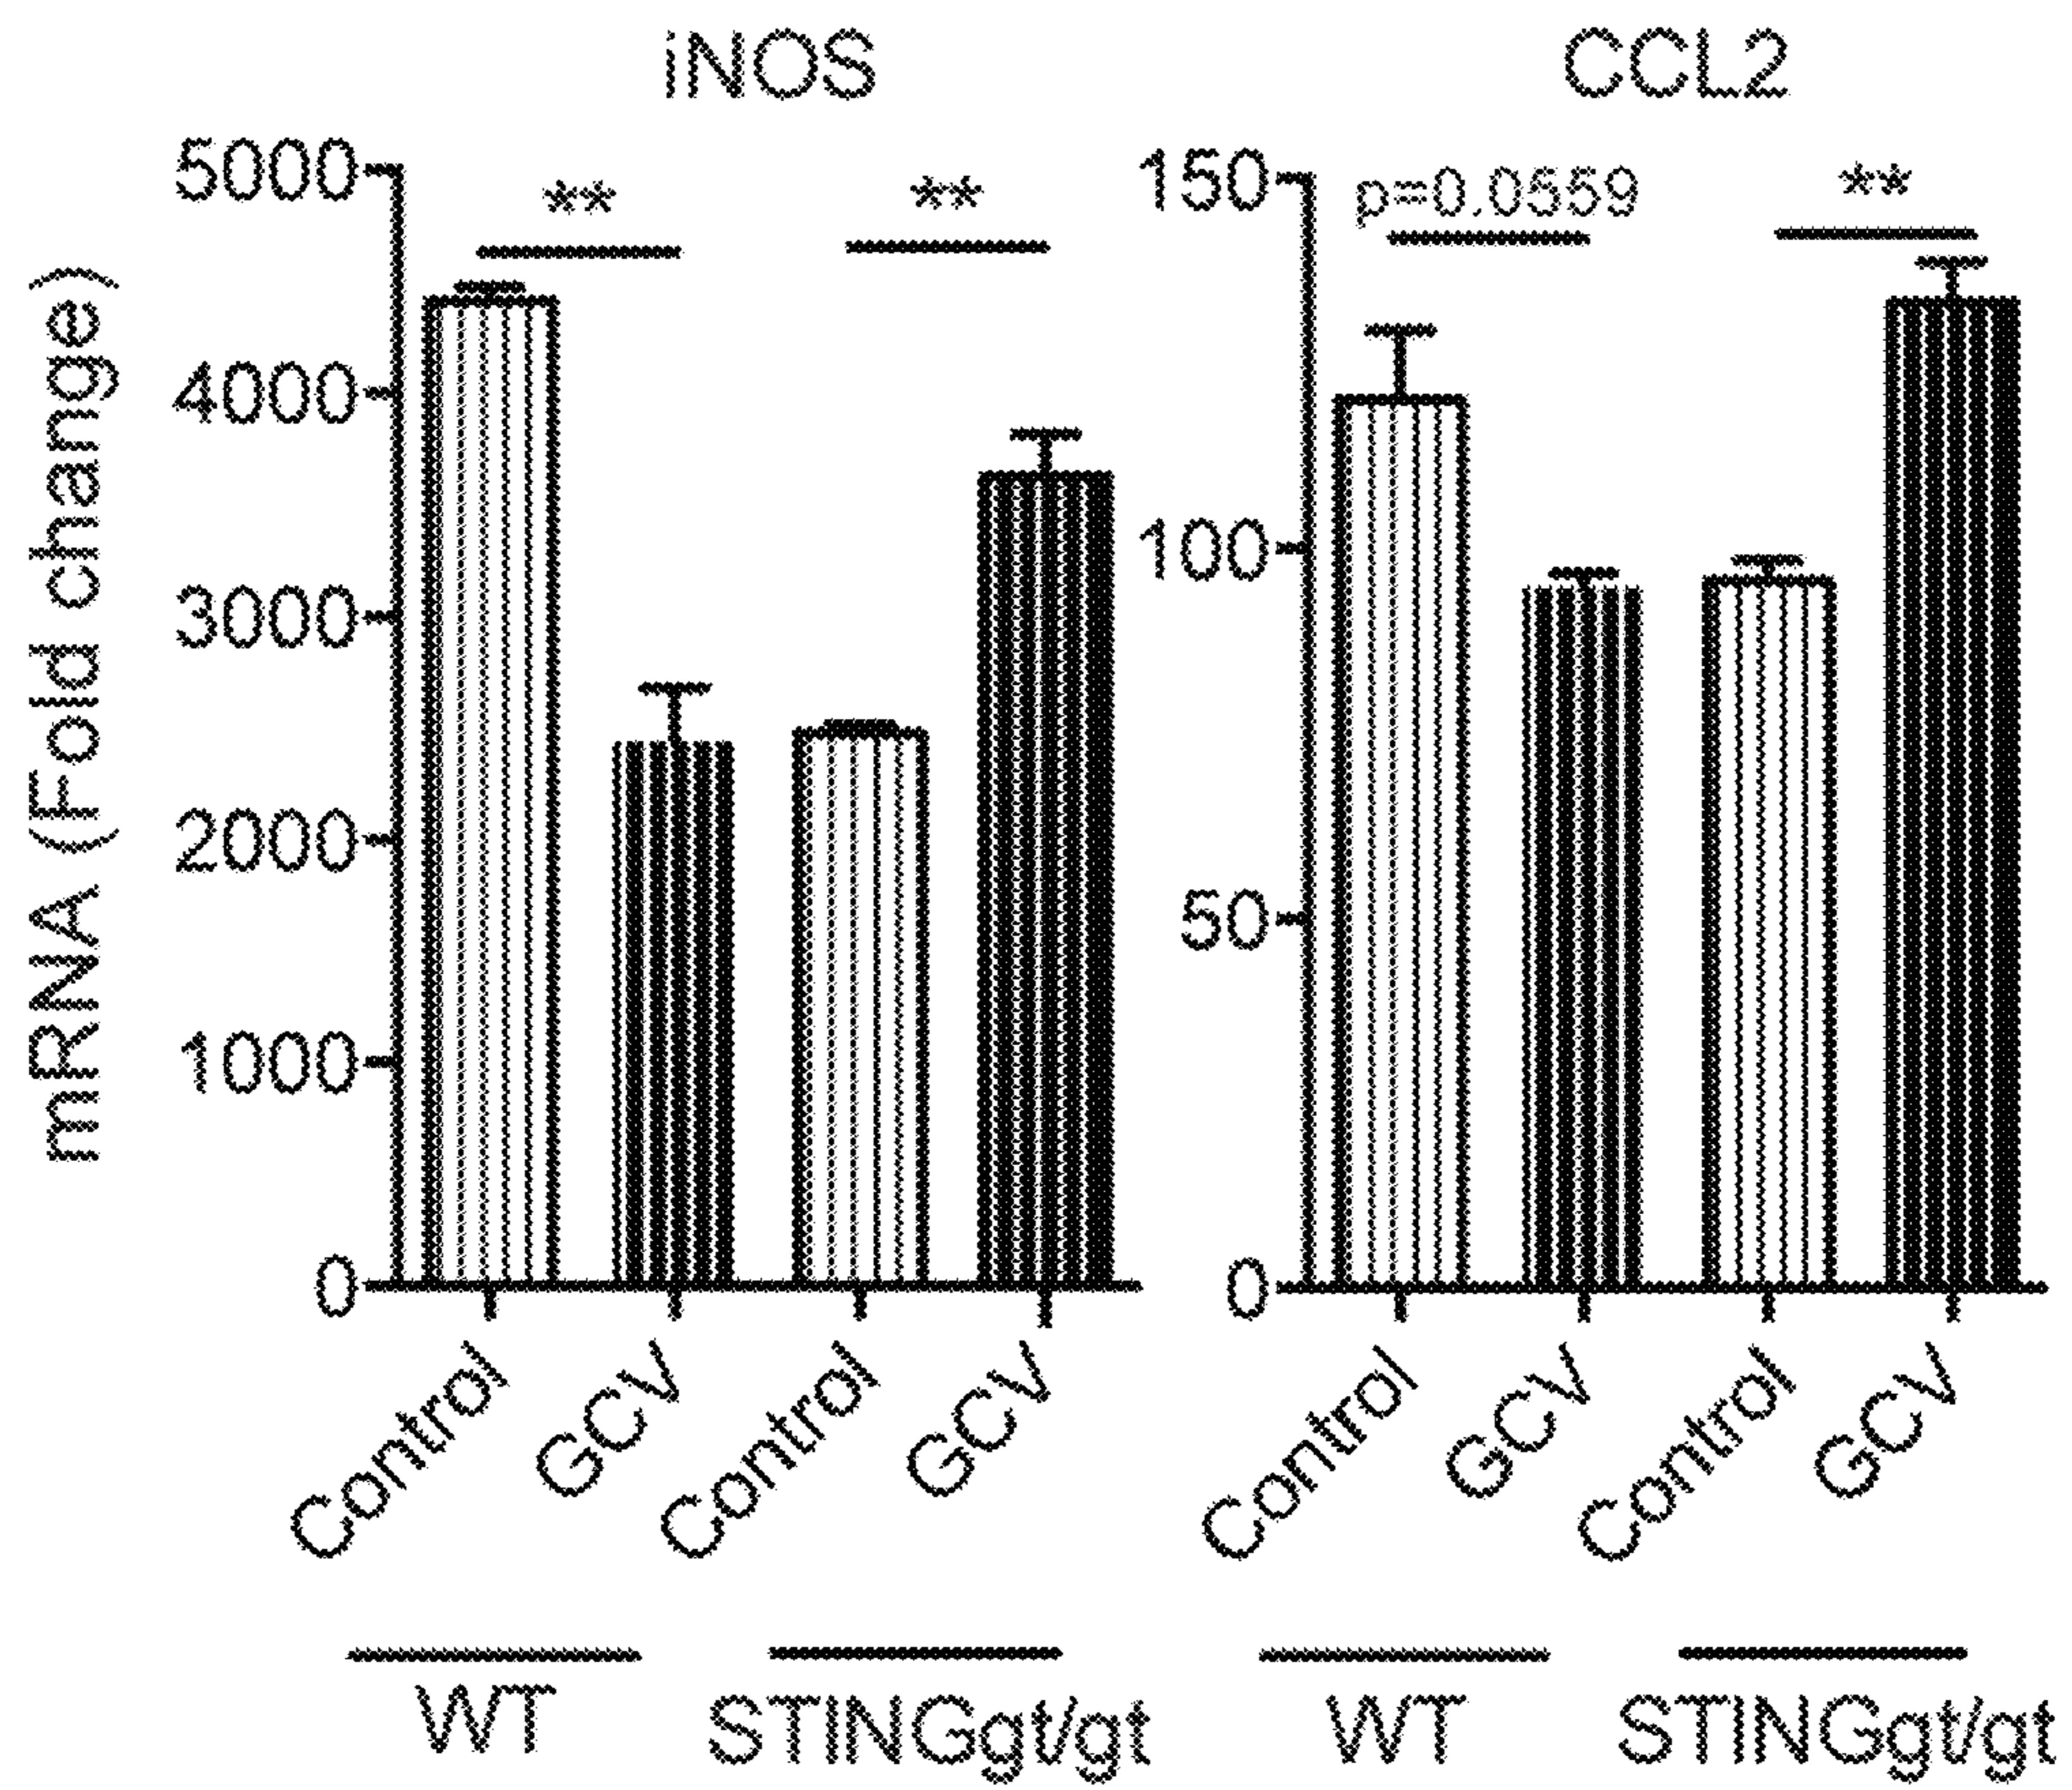 iNOS CCL2
mRNA (Fold change)
5000
4000
3000
2000
1000
0
** **
150
100
50
0
p=0.0559 **
Control GCV Control GCV Control GCV Control GCV
WT STINGgt/gt WT STINGgt/gt